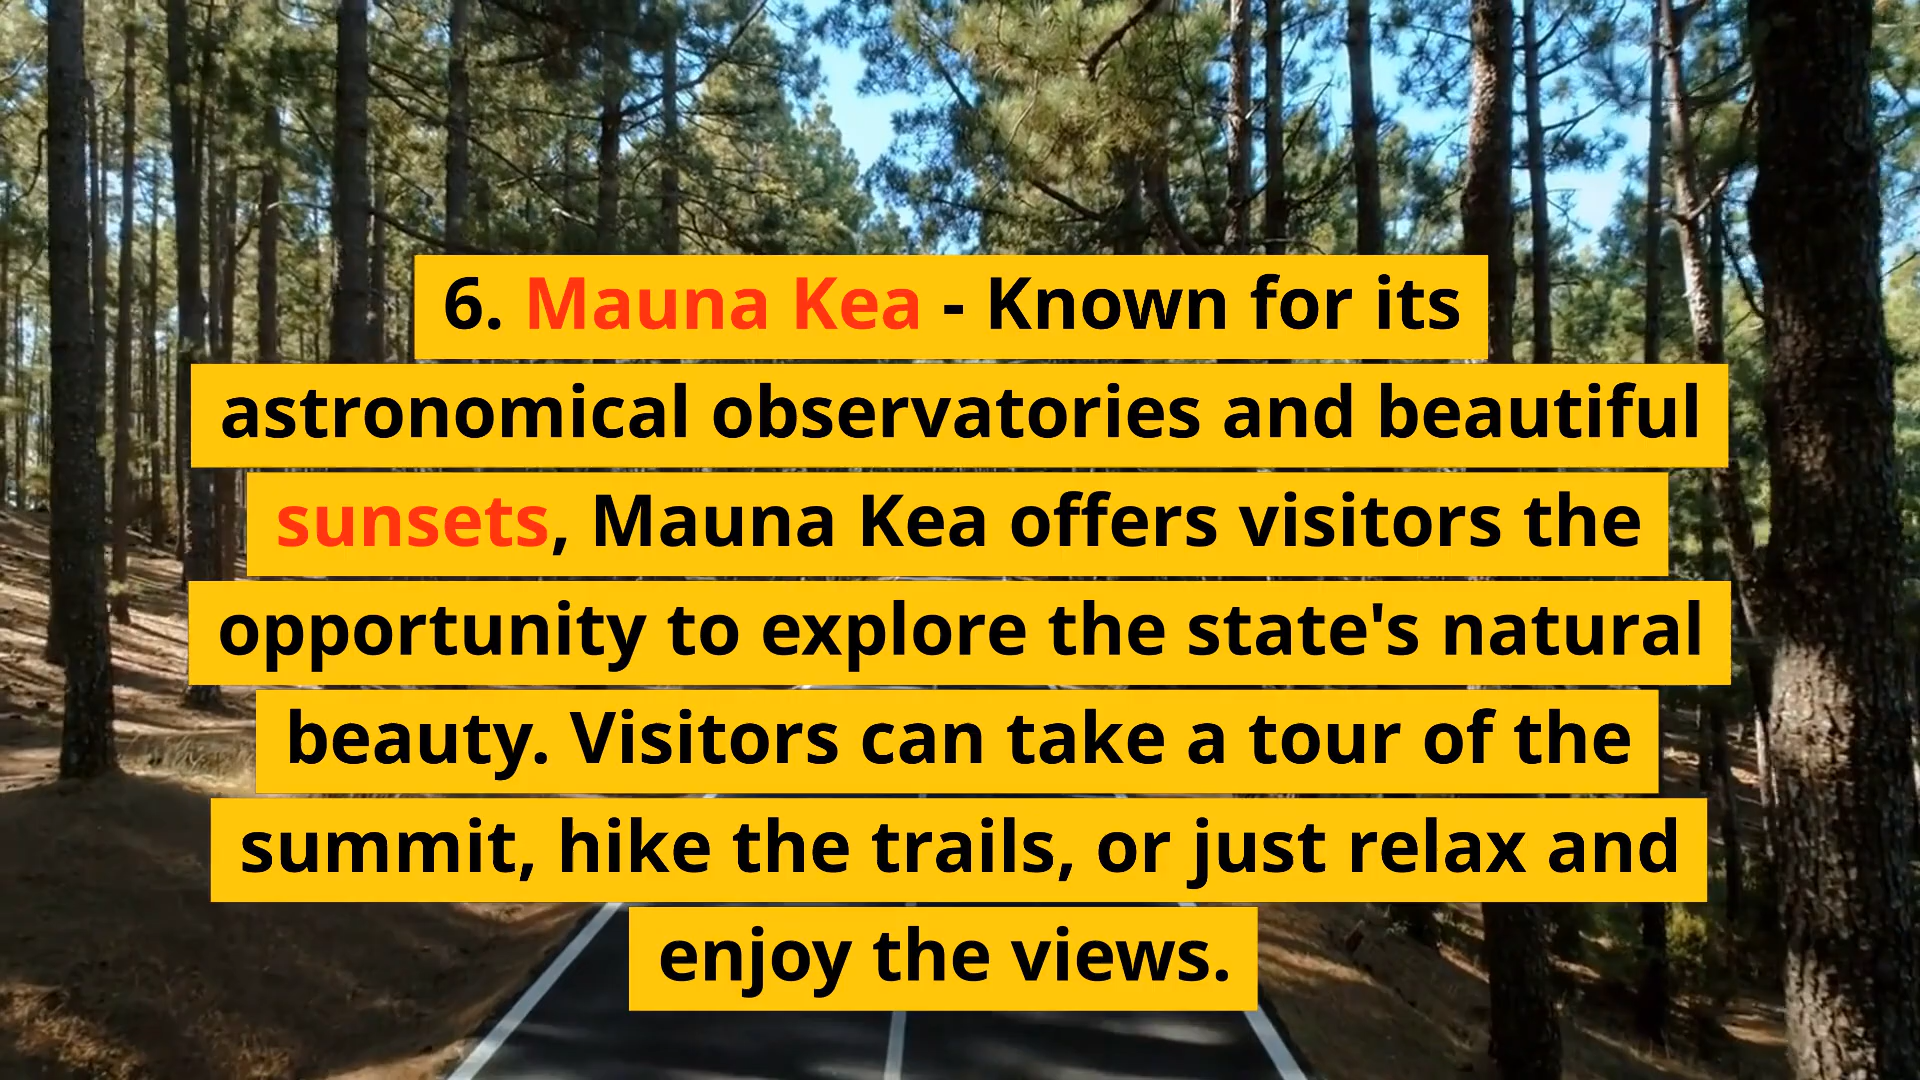 6. Mauna Kea - Known for its
astronomical observatories and beautiful
sunsets, Mauna Kea offers visitors the
opportunity to explore the state's natural
beauty. Visitors can take a tour of the
summit, hike the trails, or just relax and
enjoy the views.